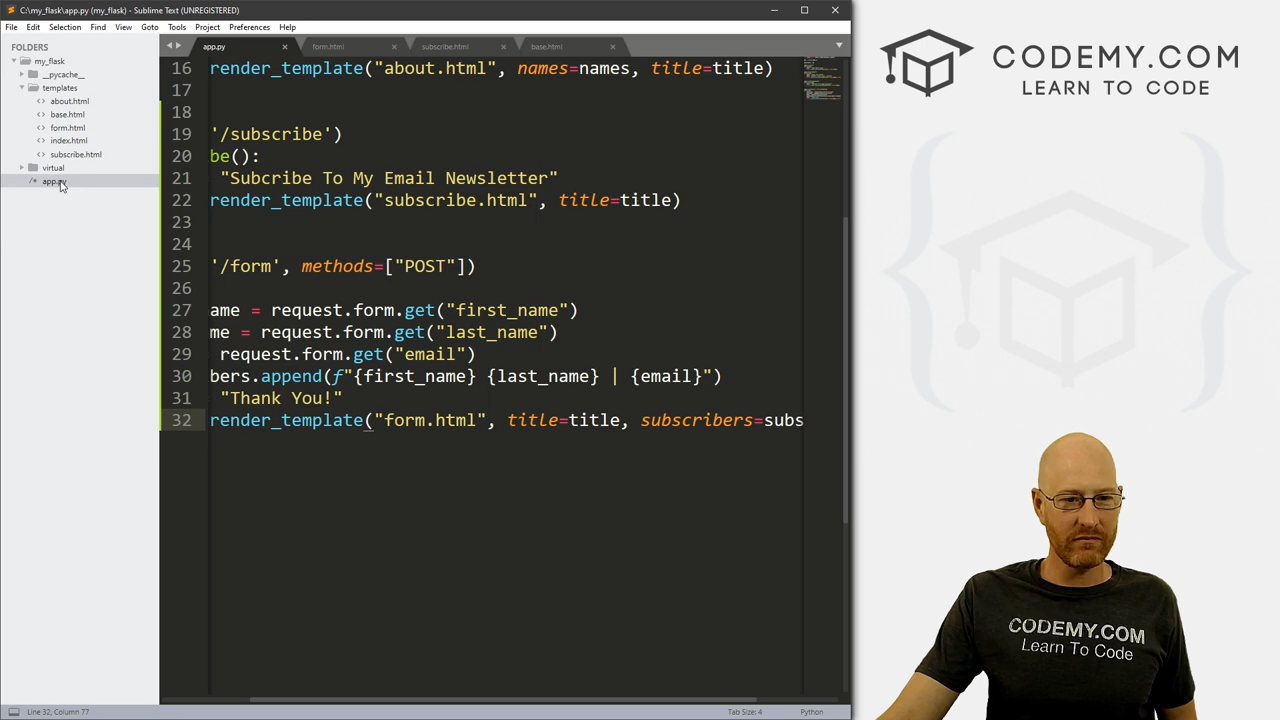 C:\my_flask\app.py (my_flask) - Sublime Text (UNREGISTERED)
File Edit Selection Find View Goto Tools Project Preferences Help
FOLDERS
my_flask
__pycache__
templates
about.html
base.html
form.html
index.html
subscribe.html
virtual
app.py
app.py form.html subscribe.html base.html
16 render_template("about.html", names=names, title=title)
17
18
19 '/subscribe')
20 be():
21 "Subcribe To My Email Newsletter"
22 render_template("subscribe.html", title=title)
23
24
25 '/form', methods=["POST"])
26
27 ame = request.form.get("first_name")
28 me = request.form.get("last_name")
29 request.form.get("email")
30 bers.append(f"{first_name} {last_name} | {email}")
31 "Thank You!"
32 render_template("form.html", title=title, subscribers=subs
Line 32, Column 77
Tab Size: 4
Python
CODEMY.COM
LEARN TO CODE
CODEMY.COM
Learn To Code